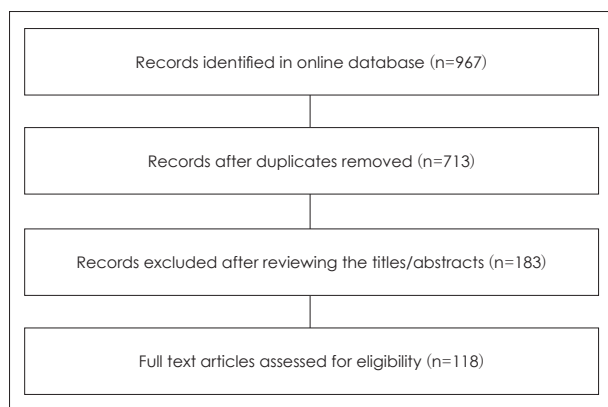 Records identified in online database (n=967)
Records after duplicates removed (n=713)
Records excluded after reviewing the titles/abstracts (n=183)
Full text articles assessed for eligibility (n=118)